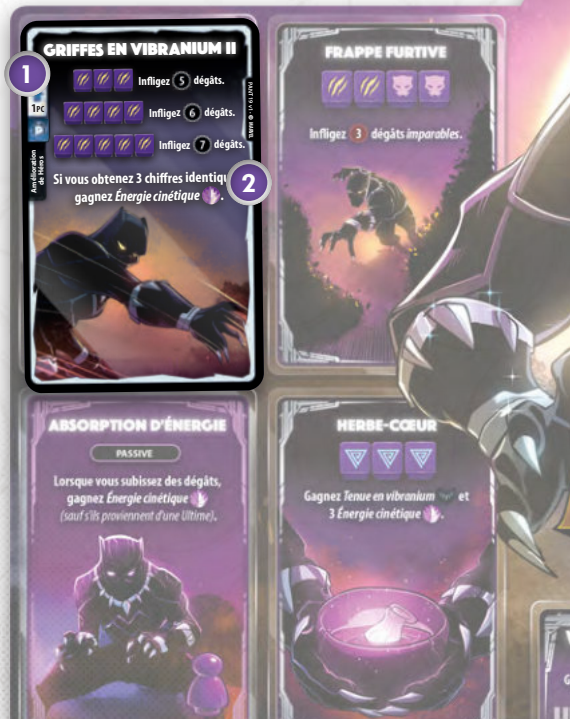 GRIFFES EN VIBRANIUM II
1
Infligez 5 dégâts.
1PC
Infligez 6 dégâts.
Infligez 7 dégâts.
Amélioration
de Héros
2
Si vous obtenez 3 chiffres identiqu
gagnez Énergie cinétique.
FRAPPE FURTIVE
Infligez 3 dégâts imparables.
ABSORPTION D'ÉNERGIE
PASSIVE
Lorsque vous subissez des dégâts,
gagnez Énergie cinétique
(sauf s'ils proviennent d'une Ultime).
HERBE-CŒUR
Gagnez Tenue en vibranium et
3 Énergie cinétique.